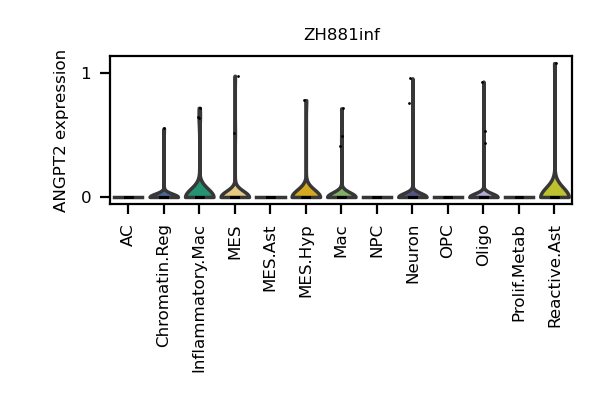 ZH881inf
ANGPT2 expression
1
0
AC
Chromatin.Reg
Inflammatory.Mac
MES
MES.Ast
MES.Hyp
Mac
NPC
Neuron
OPC
Oligo
Prolif.Metab
Reactive.Ast